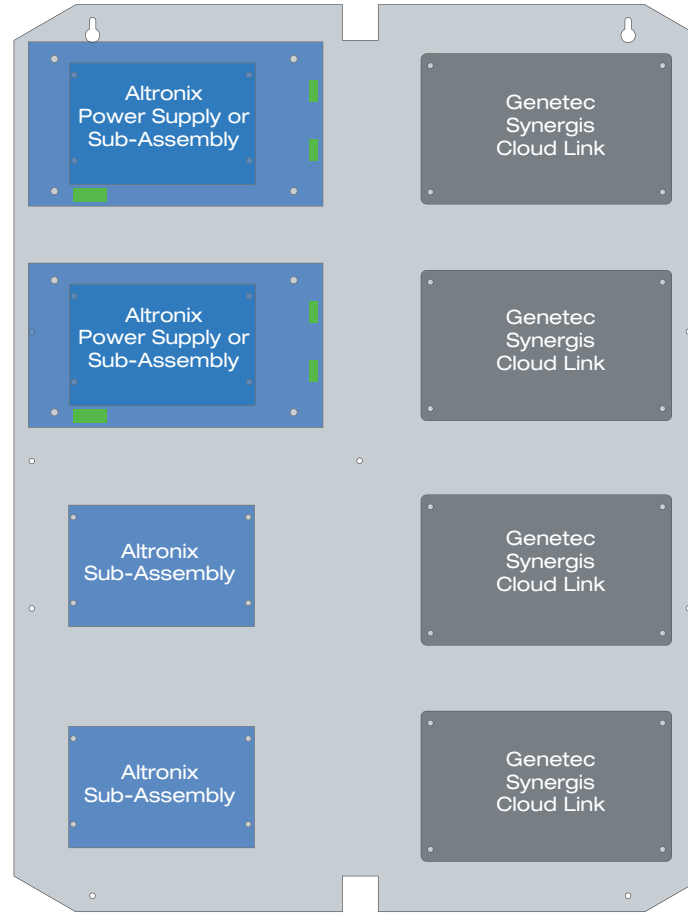 Altronix
Power Supply or
Sub-Assembly
Genetec
Synergis
Cloud Link
Altronix
Power Supply or
Sub-Assembly
Genetec
Synergis
Cloud Link
Altronix
Sub-Assembly
Genetec
Synergis
Cloud Link
Altronix
Sub-Assembly
Genetec
Synergis
Cloud Link